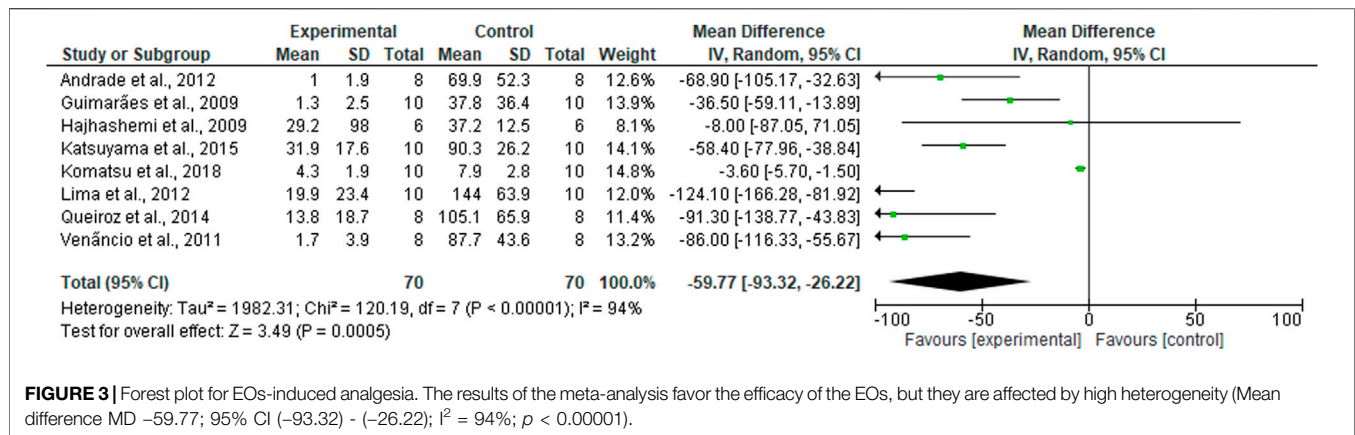 Experimental Control Mean Difference Mean Difference
Study or Subgroup Mean SD Total Mean SD Total Weight IV, Random, 95% CI IV, Random, 95% CI
Andrade et al., 2012 1 1.9 8 69.9 52.3 8 12.6% -68.90 [-105.17, -32.63]
Guimarães et al., 2009 1.3 2.5 10 37.8 36.4 10 13.9% -36.50 [-59.11, -13.89]
Hajhashemi et al., 2009 29.2 98 6 37.2 12.5 6 8.1% -8.00 [-87.05, 71.05]
Katsuyama et al., 2015 31.9 17.6 10 90.3 26.2 10 14.1% -58.40 [-77.96, -38.84]
Komatsu et al., 2018 4.3 1.9 10 7.9 2.8 10 14.8% -3.60 [-5.70, -1.50]
Lima et al., 2012 19.9 23.4 10 144 63.9 10 12.0% -124.10 [-166.28, -81.92]
Queiroz et al., 2014 13.8 18.7 8 105.1 65.9 8 11.4% -91.30 [-138.77, -43.83]
Venâncio et al., 2011 1.7 3.9 8 87.7 43.6 8 13.2% -86.00 [-116.33, -55.67]
Total (95% CI) 70 70 100.0% -59.77 [-93.32, -26.22]
Heterogeneity: Tau² = 1982.31; Chi² = 120.19, df = 7 (P < 0.00001); I² = 94%
Test for overall effect: Z = 3.49 (P = 0.0005)
-100 -50 0 50 100
Favours [experimental] Favours [control]
FIGURE 3 | Forest plot for EOs-induced analgesia. The results of the meta-analysis favor the efficacy of the EOs, but they are affected by high heterogeneity (Mean
difference MD −59.77; 95% CI (−93.32) - (−26.22); I² = 94%; p < 0.00001).